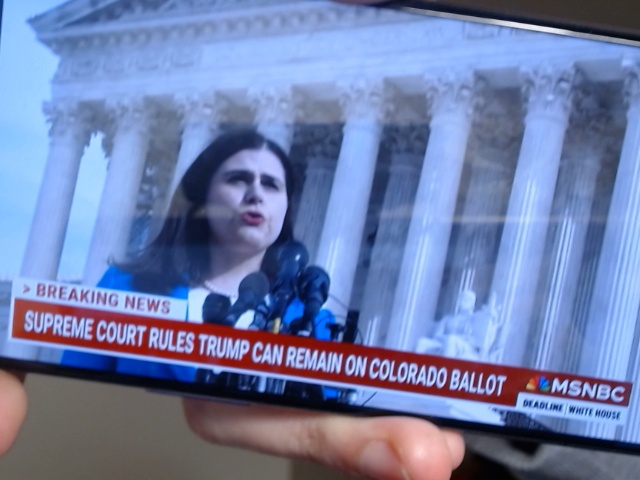 > BREAKING NEWS
SUPREME COURT RULES TRUMP CAN REMAIN ON COLORADO BALLOT
MSNBC
DEADLINE | WHITE HOUSE